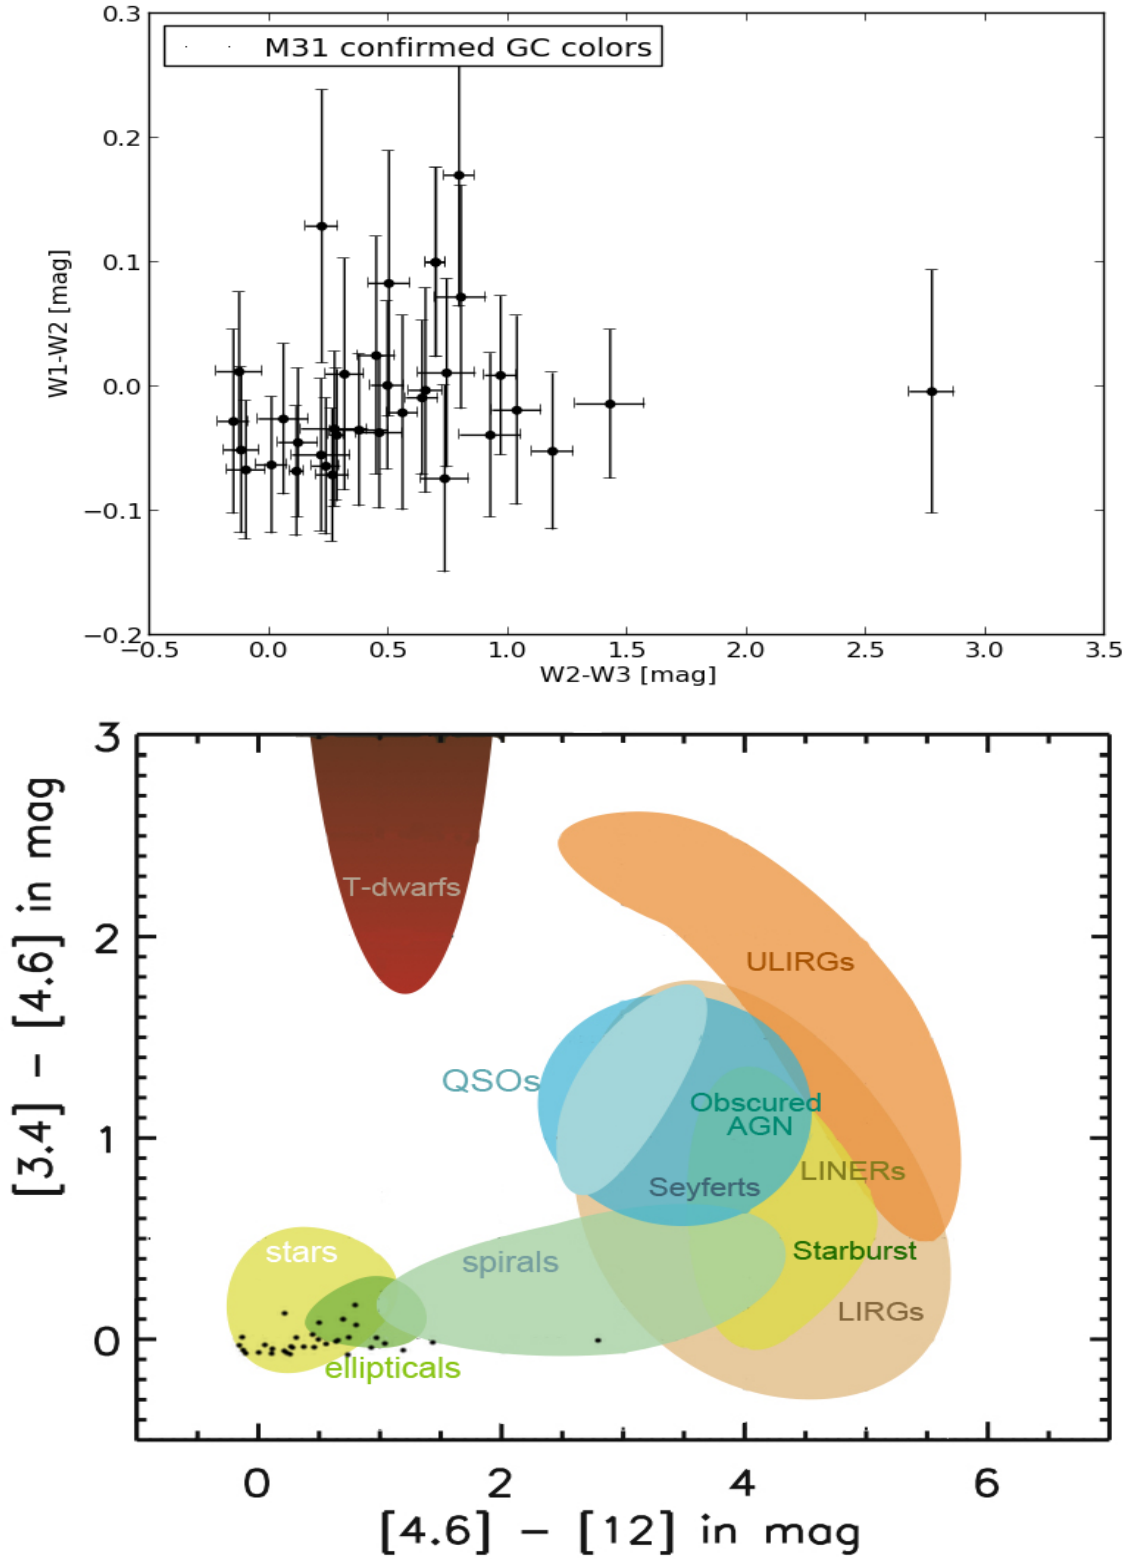 0.3
M31 confirmed GC colors
0.2
0.1
W1-W2 [mag]
0.0
−0.1
−0.2
−0.5 0.0 0.5 1.0 1.5 2.0 2.5 3.0 3.5
W2-W3 [mag]
3
T-dwarfs
2
ULIRGs
[3.4] − [4.6] in mag
QSOs
Obscured
AGN
1
LINERs
Seyferts
stars
spirals
Starburst
LIRGs
0
ellipticals
0 2 4 6
[4.6] − [12] in mag